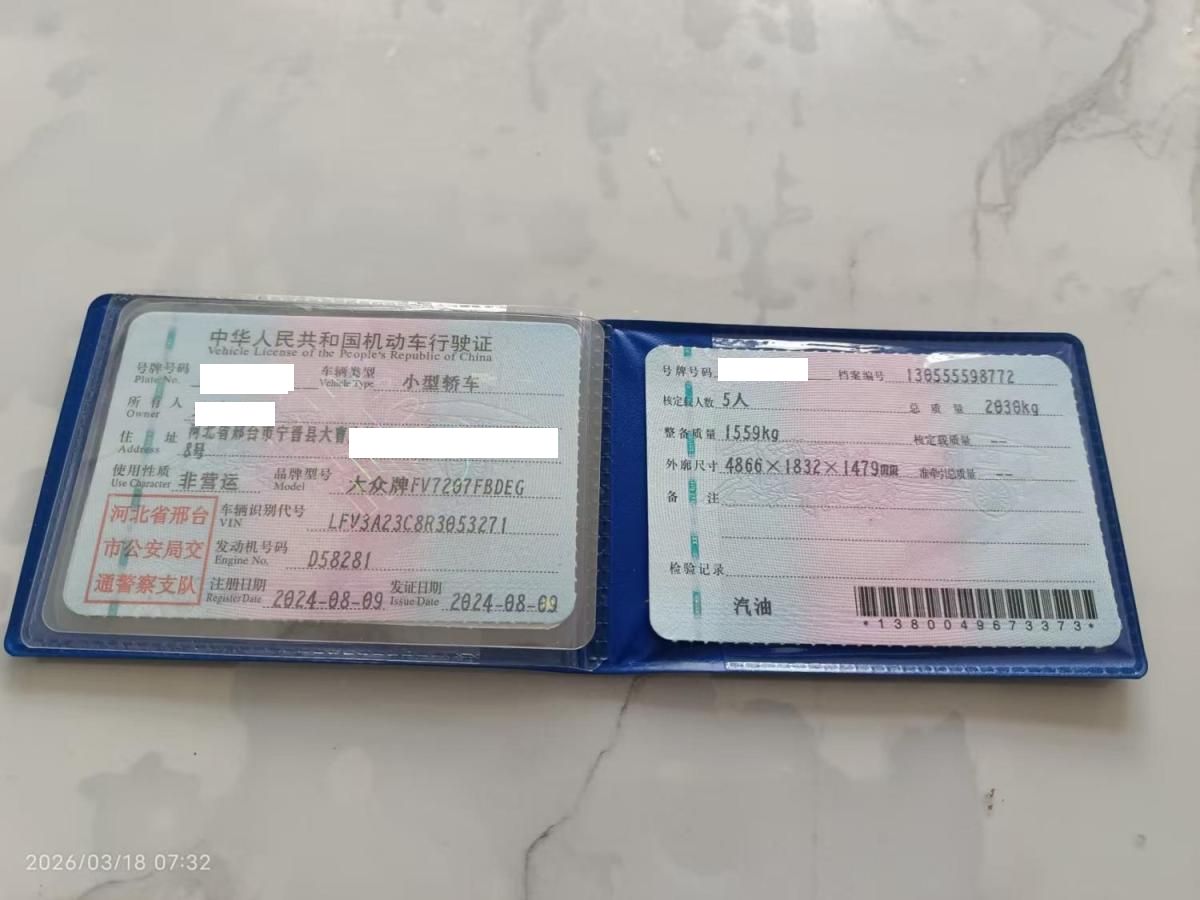 中华人民共和国机动车行驶证
Vehicle License of the People's Republic of China
号牌号码 车辆类型 小型轿车
Plate No. Vehicle Type
所有人
Owner
住址 河北省邢台市宁晋县大曹
Address 8号
使用性质 非营运 品牌型号 大众牌FV7207FBDEG
Use Character Model
河北省邢台市公安局交通警察支队
车辆识别代号 LFV3A23C8R3053271
VIN
发动机号码 D58281
Engine No.
注册日期 2024-08-09 发证日期 2024-08-09
Register Date Issue Date
号牌号码 档案编号 130555598772
核定载人数 5人 总质量 2030kg
整备质量 1559kg 核定载质量 --
外廓尺寸 4866×1832×1479mm 准牵引总质量 --
备注
检验记录
汽油
*1380049673373*
2026/03/18 07:32